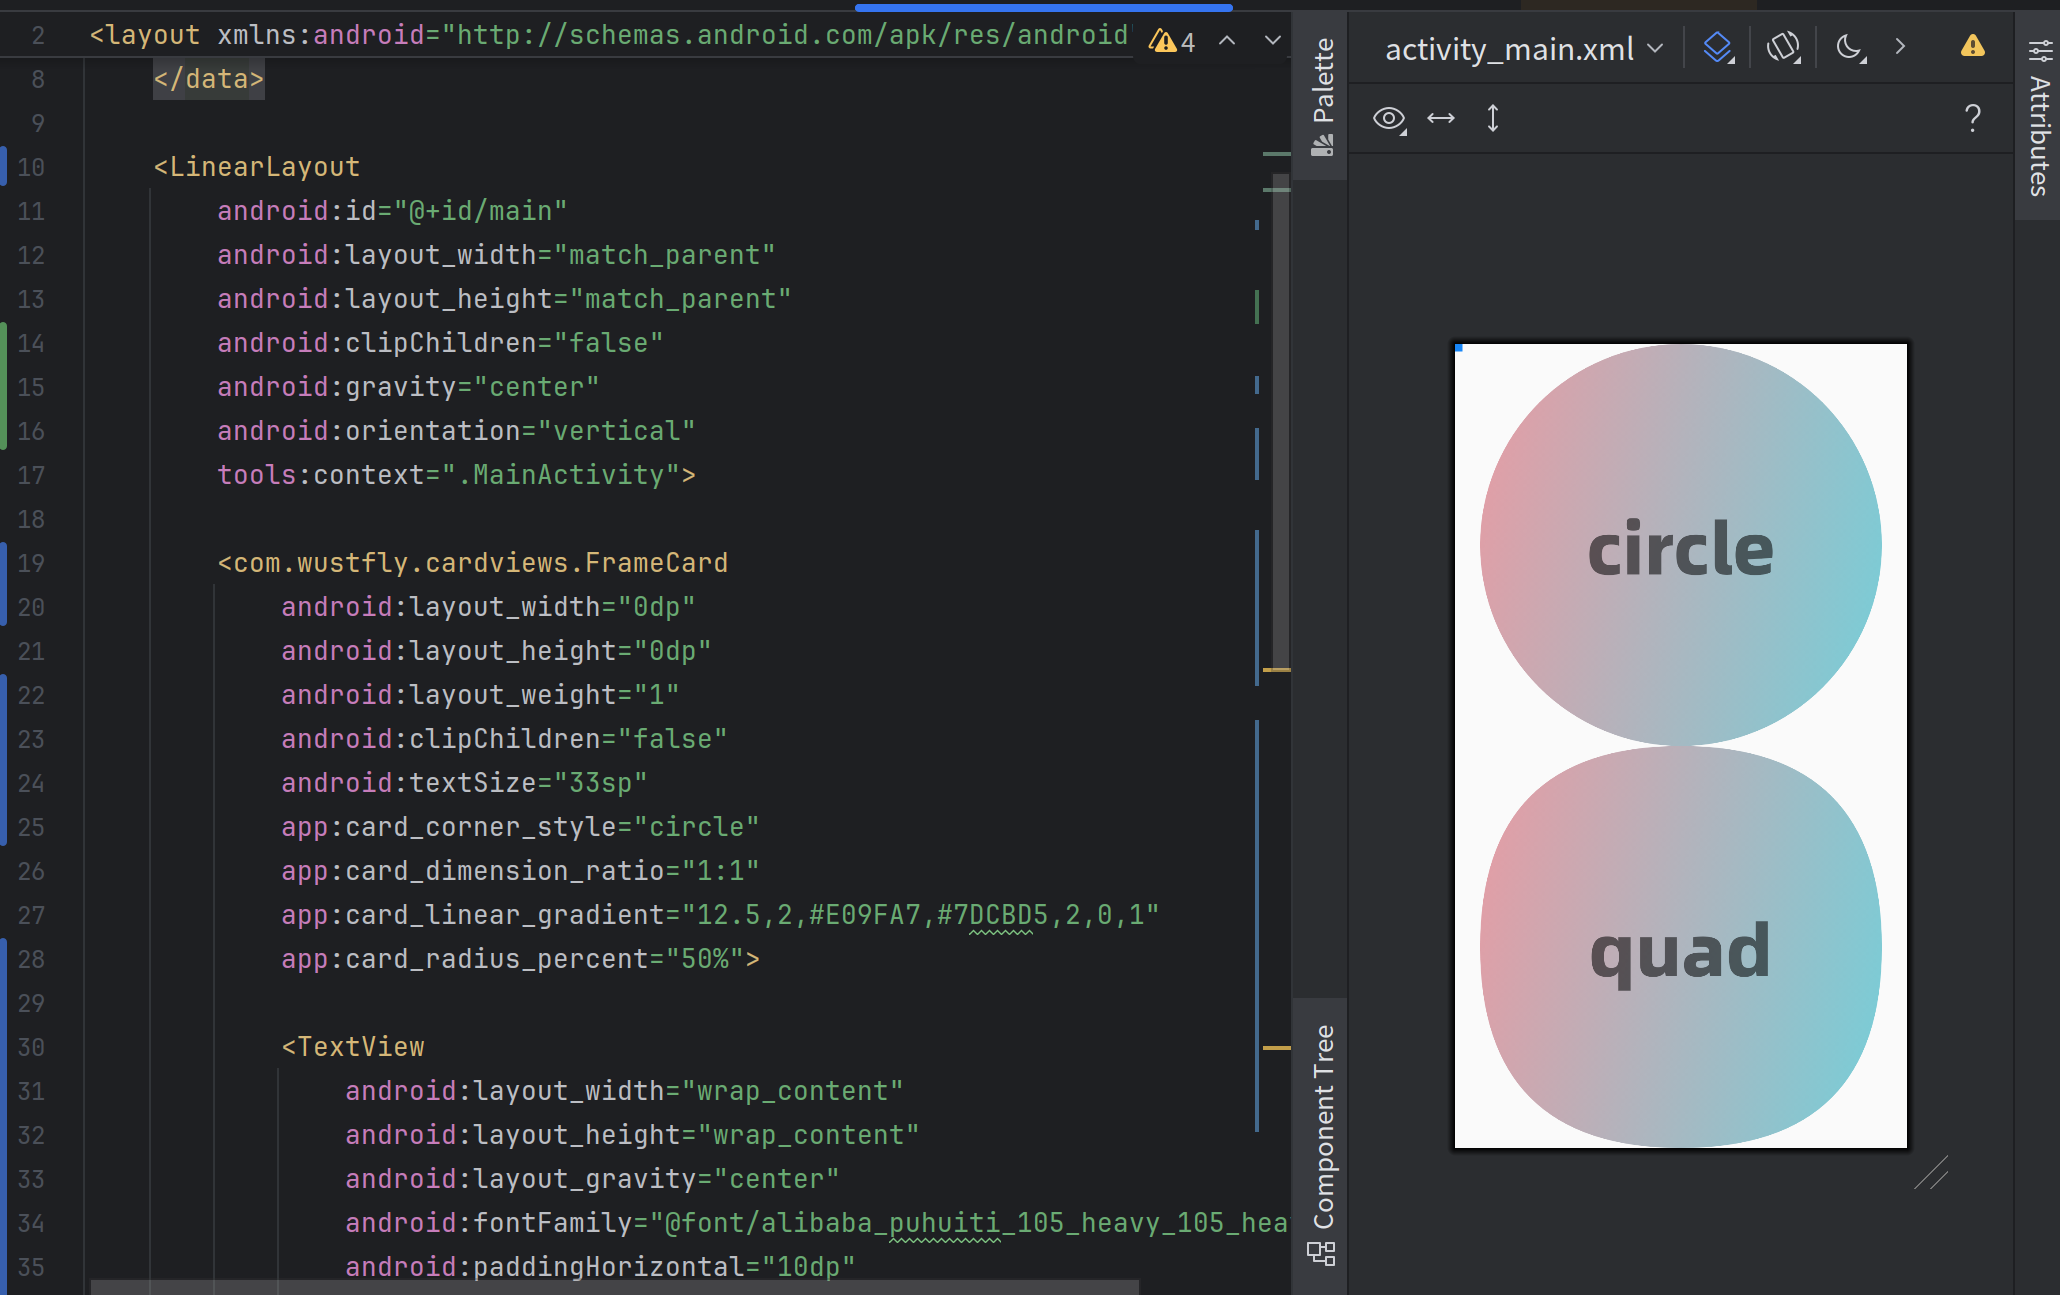 2 <layout xmlns:android="http://schemas.android.com/apk/res/android"
4
8 </data>
9
10 <LinearLayout
11 android:id="@+id/main"
12 android:layout_width="match_parent"
13 android:layout_height="match_parent"
14 android:clipChildren="false"
15 android:gravity="center"
16 android:orientation="vertical"
17 tools:context=".MainActivity">
18
19 <com.wustfly.cardviews.FrameCard
20 android:layout_width="0dp"
21 android:layout_height="0dp"
22 android:layout_weight="1"
23 android:clipChildren="false"
24 android:textSize="33sp"
25 app:card_corner_style="circle"
26 app:card_dimension_ratio="1:1"
27 app:card_linear_gradient="12.5,2,#E09FA7,#7DCBD5,2,0,1"
28 app:card_radius_percent="50%">
29
30 <TextView
31 android:layout_width="wrap_content"
32 android:layout_height="wrap_content"
33 android:layout_gravity="center"
34 android:fontFamily="@font/alibaba_puhuiti_105_heavy_105_hea
35 android:paddingHorizontal="10dp"
Palette
Component Tree
activity_main.xml
?
Attributes
circle
quad